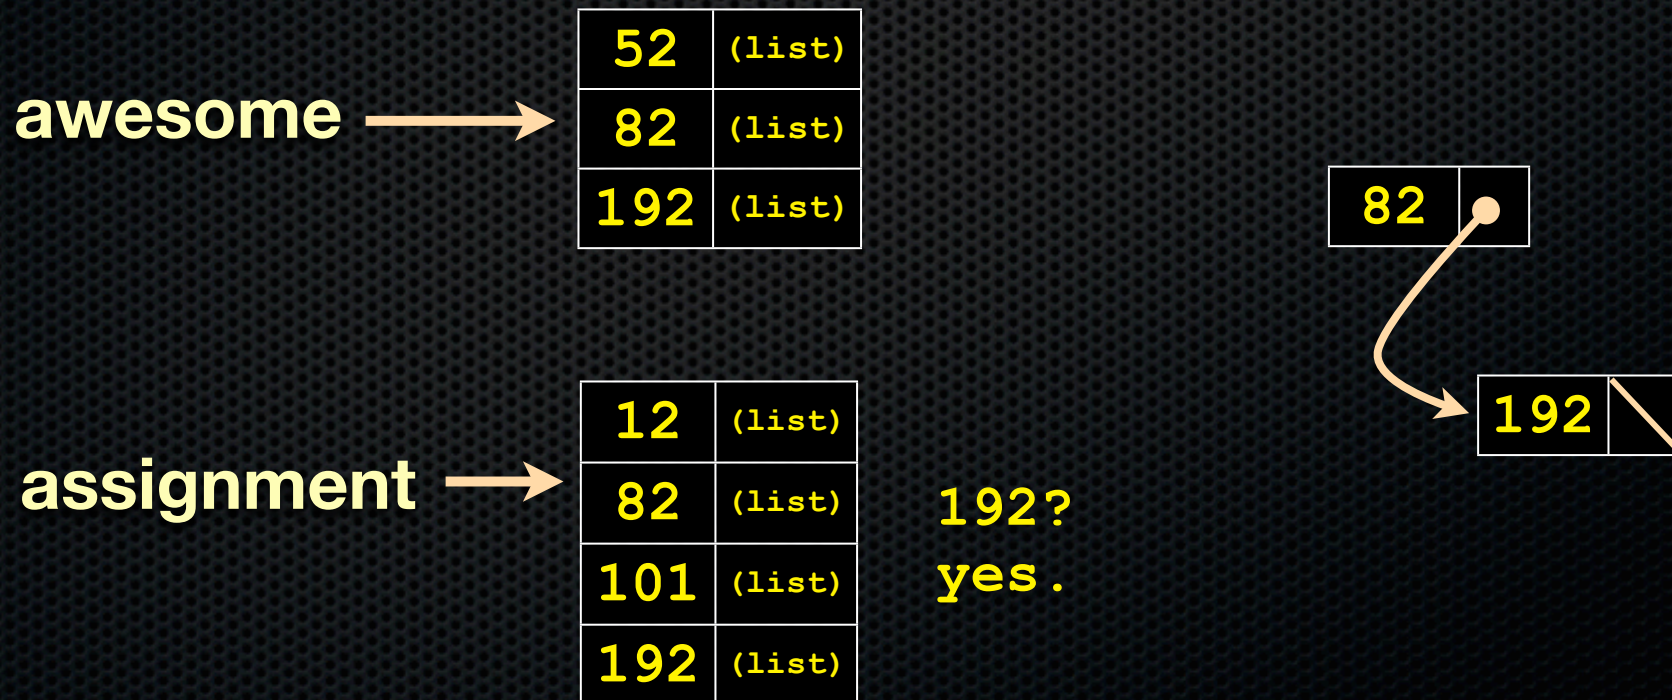 awesome
52 (list)
82 (list)
192 (list)
82
192
assignment
12 (list)
82 (list)
101 (list)
192 (list)
192?
yes.